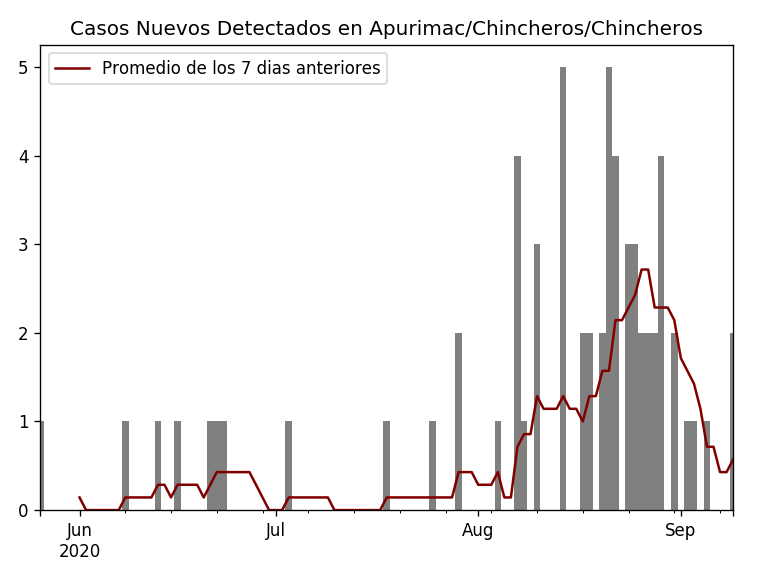 Casos Nuevos Detectados en Apurimac/Chincheros/Chincheros
Promedio de los 7 dias anteriores
5
4
3
2
1
0
Jun Jul Aug Sep
2020